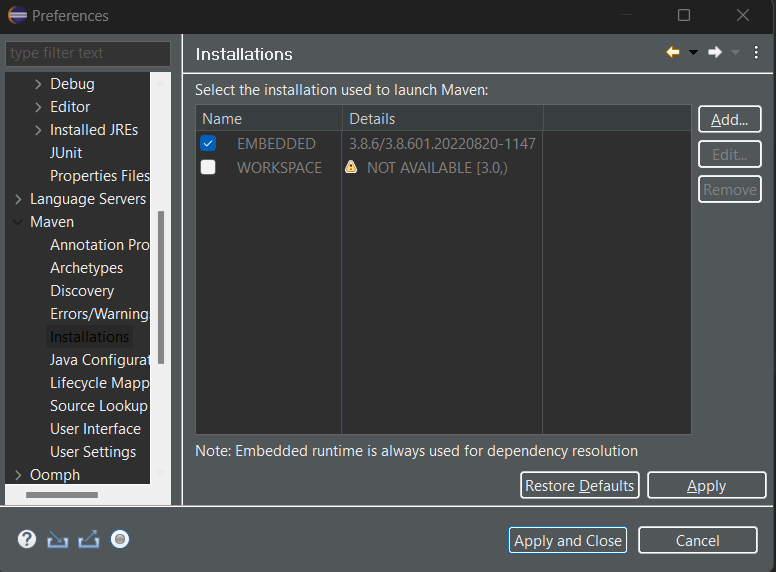 Preferences
type filter text
Debug
Editor
Installed JREs
JUnit
Properties Files
Language Servers
Maven
Annotation Pro
Archetypes
Discovery
Errors/Warning
Installations
Java Configurat
Lifecycle Mapp
Source Lookup
User Interface
User Settings
Oomph
Installations
Select the installation used to launch Maven:
Name Details
EMBEDDED 3.8.6/3.8.601.20220820-1147
WORKSPACE NOT AVAILABLE [3.0,)
Add...
Edit...
Remove
Note: Embedded runtime is always used for dependency resolution
Restore Defaults Apply
Apply and Close Cancel